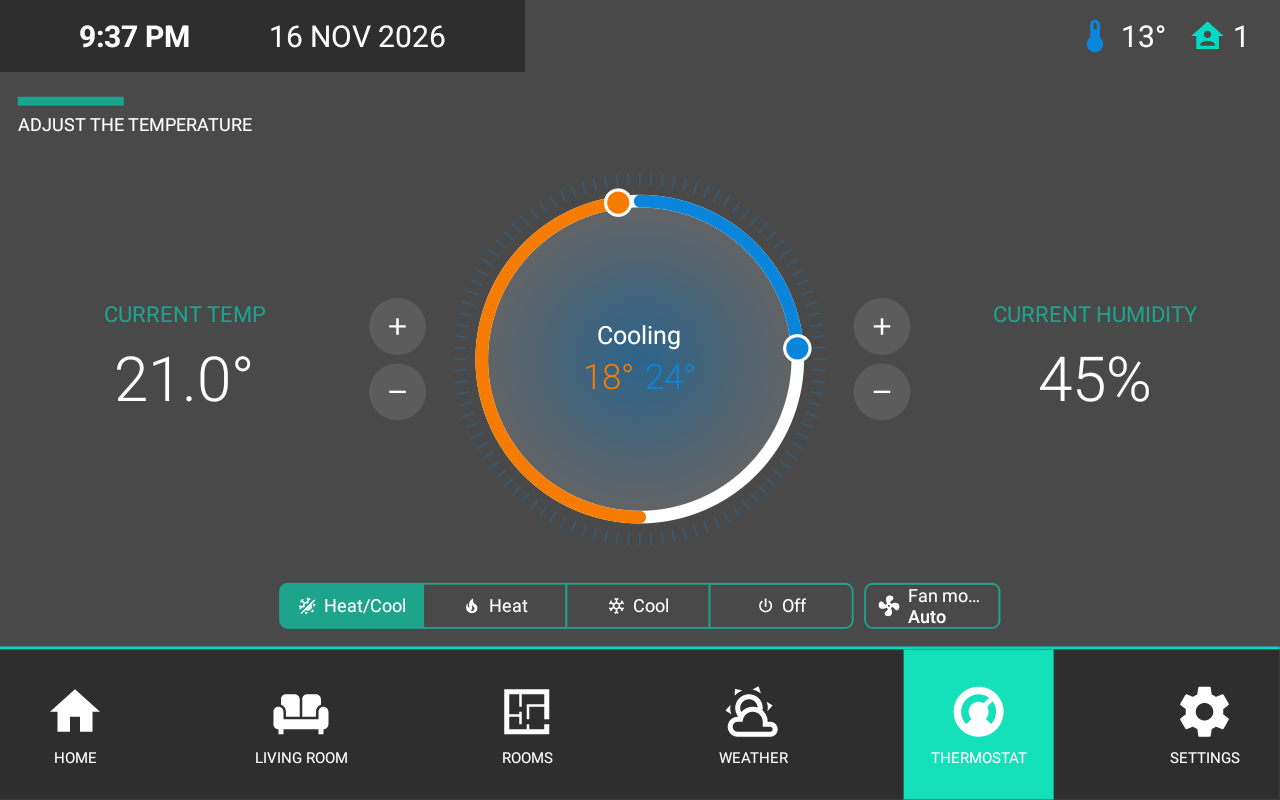 9:37 PM 16 NOV 2026 13° 1
ADJUST THE TEMPERATURE
CURRENT TEMP
21.0°
+
−
Cooling
18° 24°
+
−
CURRENT HUMIDITY
45%
Heat/Cool Heat Cool Off
Fan mo...
Auto
HOME LIVING ROOM ROOMS WEATHER THERMOSTAT SETTINGS